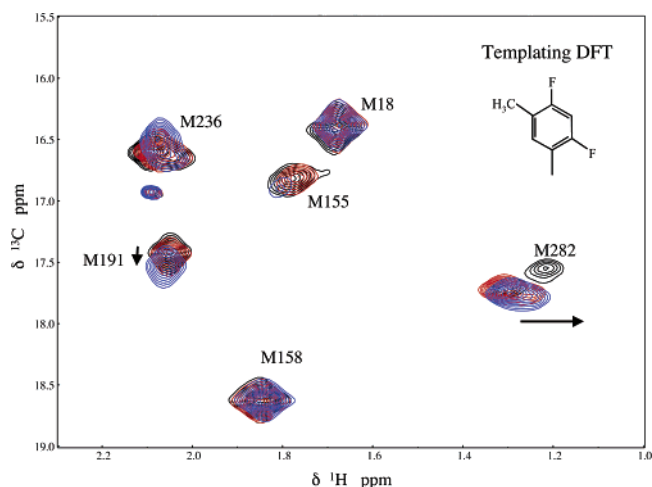 15.5
16.0
16.5
17.0
17.5
18.0
18.5
19.0
δ 13C ppm
Templating DFT
F
H3C
F
M236
M18
M155
M191
M282
M158
2.2
2.0
1.8
1.6
1.4
1.2
1.0
δ 1H ppm